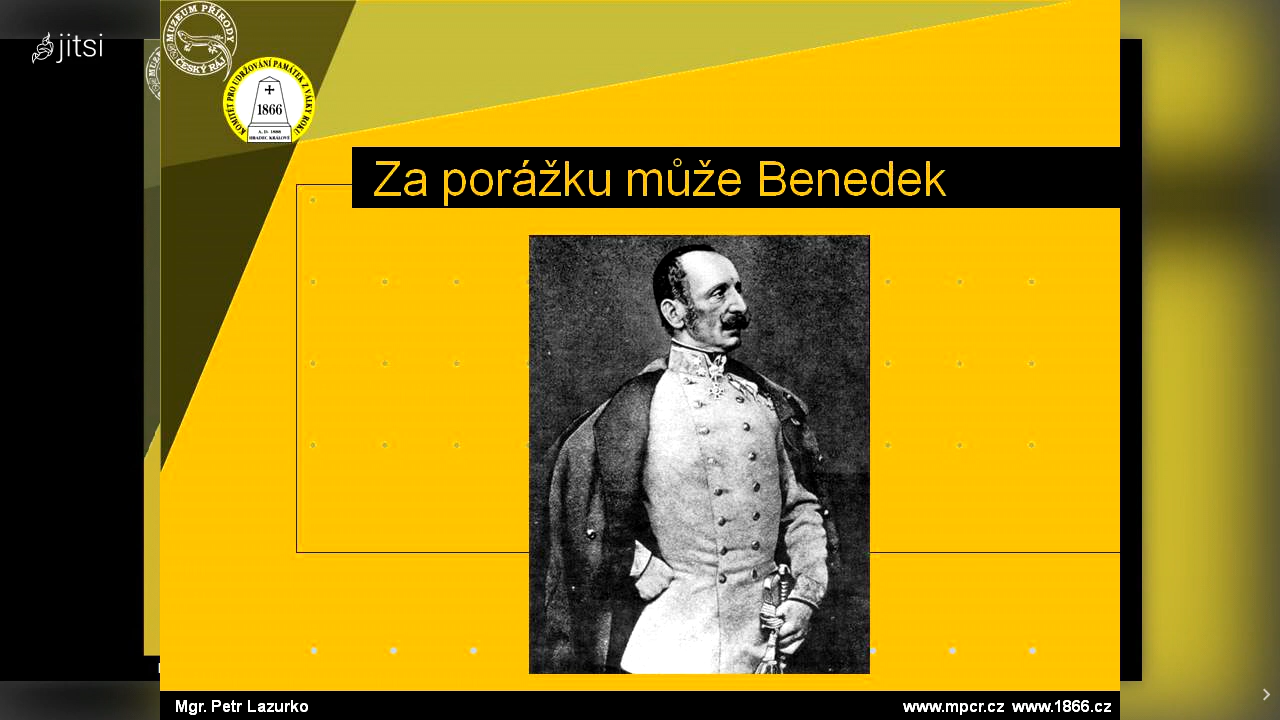 jitsi
MUZEUM PŘÍRODY
ČESKÝ RÁJ
KOMITÉT PRO UDRŽOVÁNÍ PAMÁTEK Z VÁLKY ROKU
1866
A. D. 1888
HRADEC KRÁLOVÉ
Za porážku může Benedek
Mgr. Petr Lazurko
www.mpcr.cz www.1866.cz